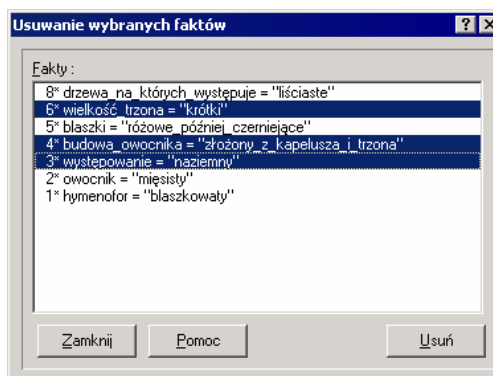 Usuwanie wybranych faktów
Fakty :
8* drzewa_na_których_występuje = "liściaste"
6* wielkość_trzona = "krótki"
5* blaszki = "różowe_później_czerniejące"
4* budowa_owocnika = "złożony_z_kapelusza_i_trzona"
3* występowanie = "naziemny"
2* owocnik = "mięsisty"
1* hymenofor = "blaszkowaty"
Zamknij Pomoc Usuń